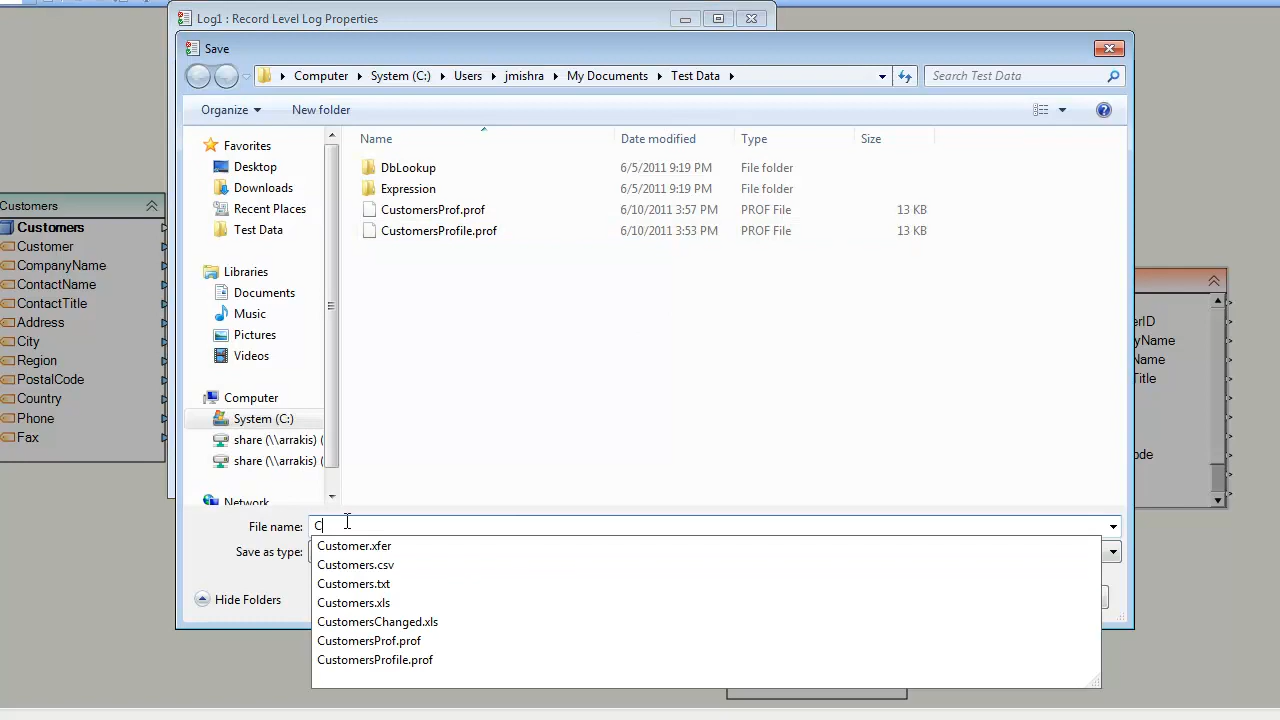 Log1 : Record Level Log Properties
Save
Computer System (C:) Users jmishra My Documents Test Data
Search Test Data
Organize New folder
Name Date modified Type Size
Favorites
Desktop
Downloads
Recent Places
Test Data
Libraries
Documents
Music
Pictures
Videos
Computer
System (C:)
share (\\arrakis) (
share (\\arrakis) (
Network
DbLookup 6/5/2011 9:19 PM File folder
Expression 6/5/2011 9:19 PM File folder
CustomersProf.prof 6/10/2011 3:57 PM PROF File 13 KB
CustomersProfile.prof 6/10/2011 3:53 PM PROF File 13 KB
File name: C
Save as type:
Customer.xfer
Customers.csv
Customers.txt
Customers.xls
CustomersChanged.xls
CustomersProf.prof
CustomersProfile.prof
Hide Folders
Customers
Customers
Customer
CompanyName
ContactName
ContactTitle
Address
City
Region
PostalCode
Country
Phone
Fax
erID
yName
Name
Title
ode